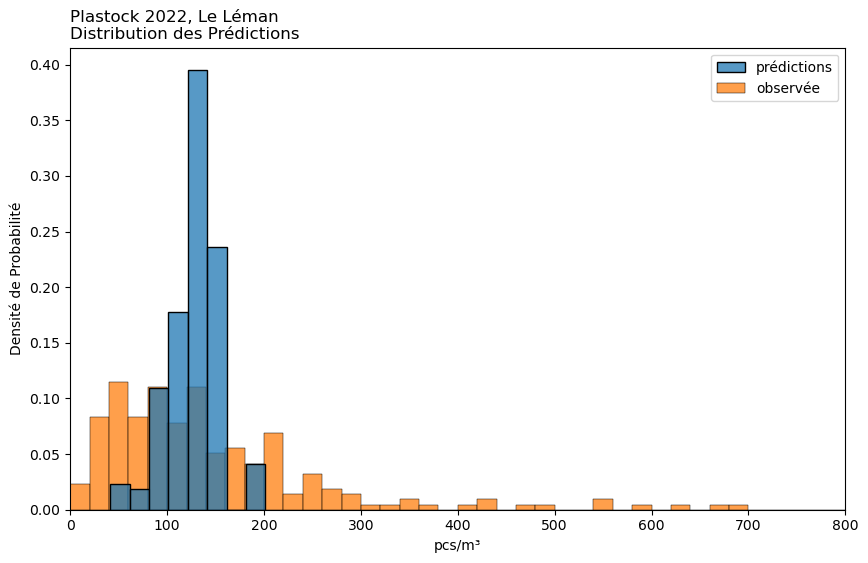 Plastock 2022, Le Léman
Distribution des Prédictions
prédictions
observée
Densité de Probabilité
0.40
0.35
0.30
0.25
0.20
0.15
0.10
0.05
0.00
0 100 200 300 400 500 600 700 800
pcs/m³